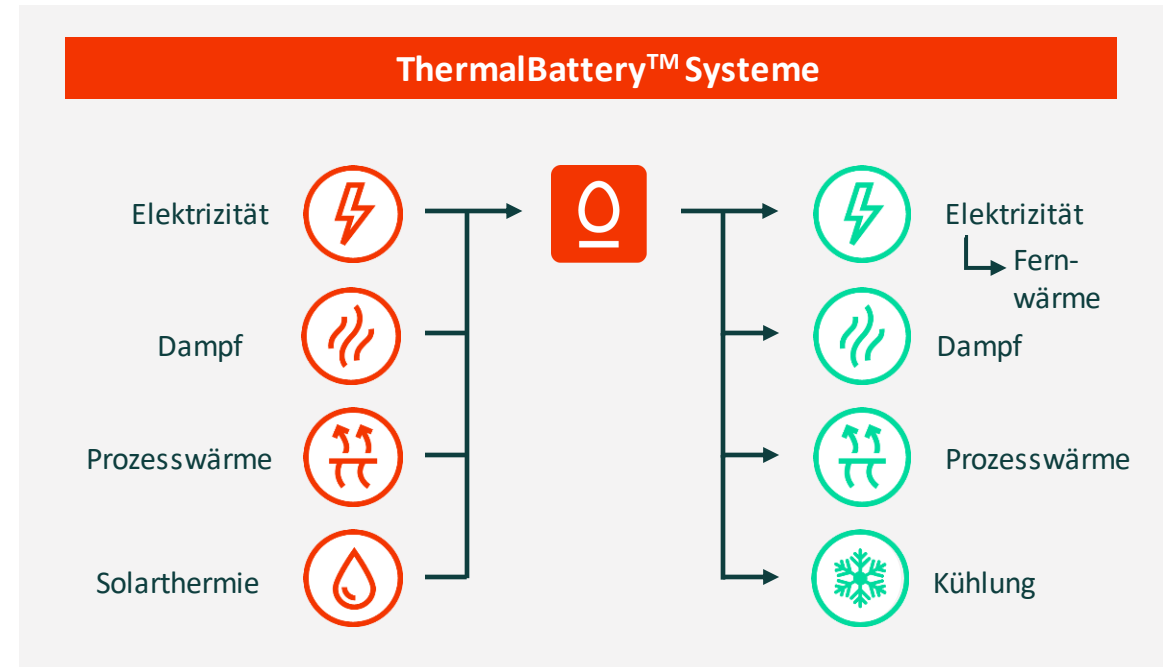 ThermalBattery™ Systeme
Elektrizität
Dampf
Prozesswärme
Solarthermie
Elektrizität
Fern-
wärme
Dampf
Prozesswärme
Kühlung